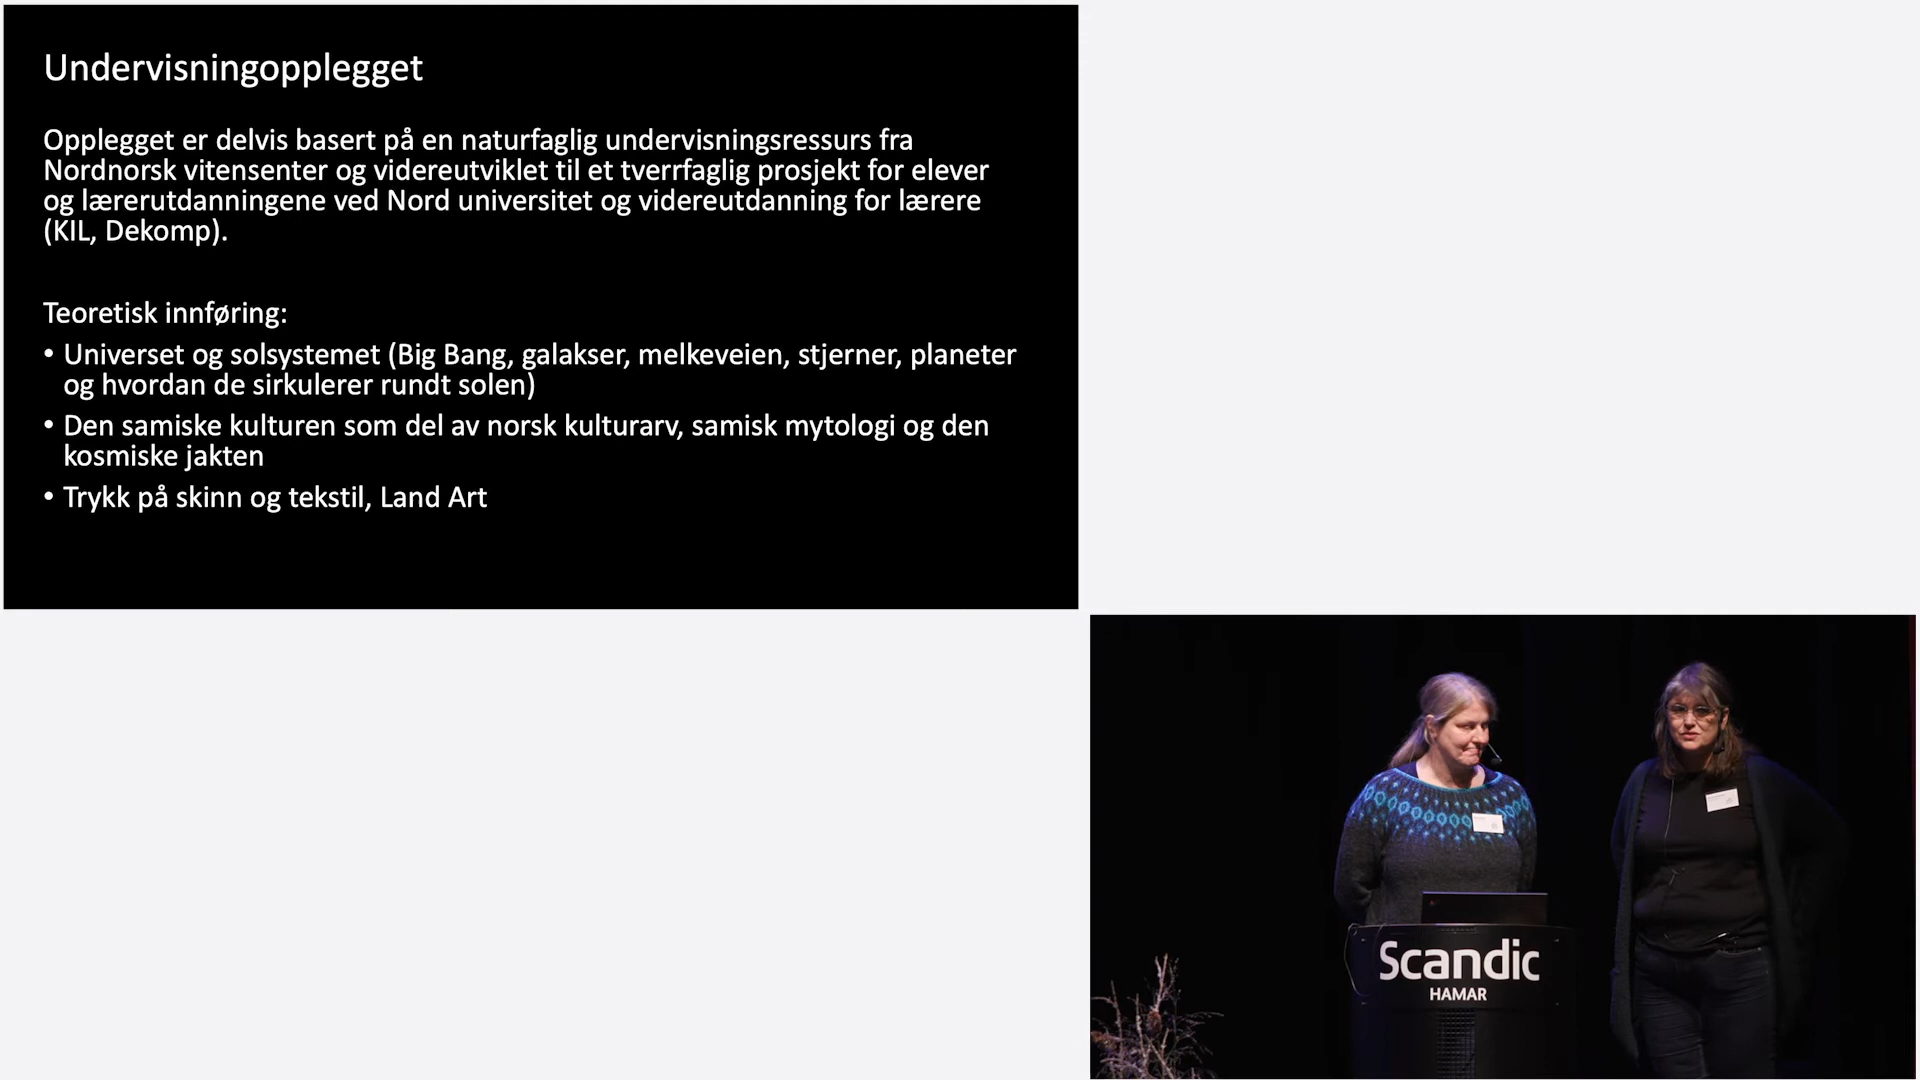 Undervisningopplegget
Opplegget er delvis basert på en naturfaglig undervisningsressurs fra
Nordnorsk vitensenter og videreutviklet til et tverrfaglig prosjekt for elever
og lærerutdanningene ved Nord universitet og videreutdanning for lærere
(KIL, Dekomp).
Teoretisk innføring:
• Universet og solsystemet (Big Bang, galakser, melkeveien, stjerner, planeter
og hvordan de sirkulerer rundt solen)
• Den samiske kulturen som del av norsk kulturarv, samisk mytologi og den
kosmiske jakten
• Trykk på skinn og tekstil, Land Art
Scandic
HAMAR